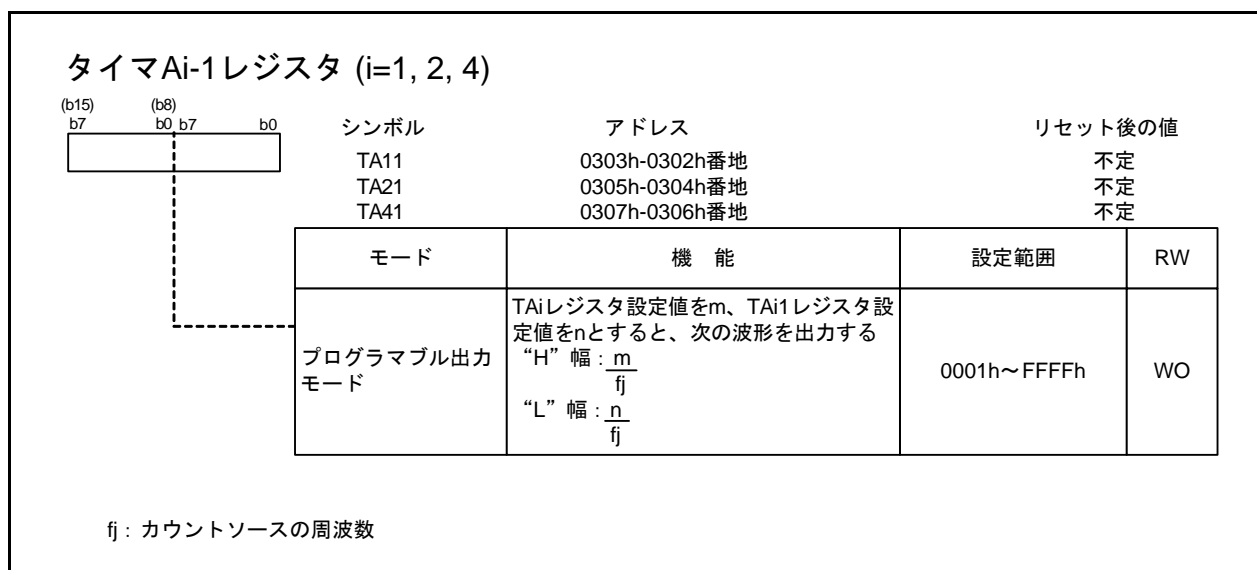 タイマAi-1レジスタ (i=1, 2, 4)
(b15) (b8)
b7 b0 b7 b0
シンボル アドレス リセット後の値
TA11 0303h-0302h番地 不定
TA21 0305h-0304h番地 不定
TA41 0307h-0306h番地 不定
モード 機 能 設定範囲 RW
プログラマブル出力
モード
TAiレジスタ設定値をm、TAi1レジスタ設
定値をnとすると、次の波形を出力する
“H”幅：m
fj
“L”幅：n
fj
0001h～FFFFh
WO
fj：カウントソースの周波数